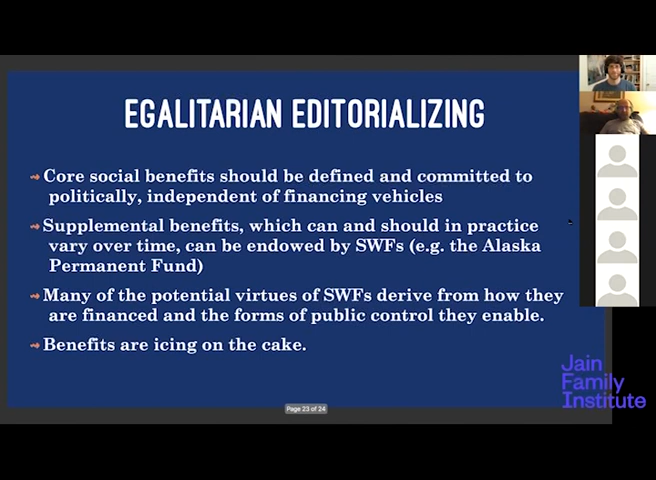 EGALITARIAN EDITORIALIZING
Core social benefits should be defined and committed to
politically, independent of financing vehicles
Supplemental benefits, which can and should in practice
vary over time, can be endowed by SWFs (e.g. the Alaska
Permanent Fund)
Many of the potential virtues of SWFs derive from how they
are financed and the forms of public control they enable.
Benefits are icing on the cake.
Page 23 of 24
Jain
Family
Institute